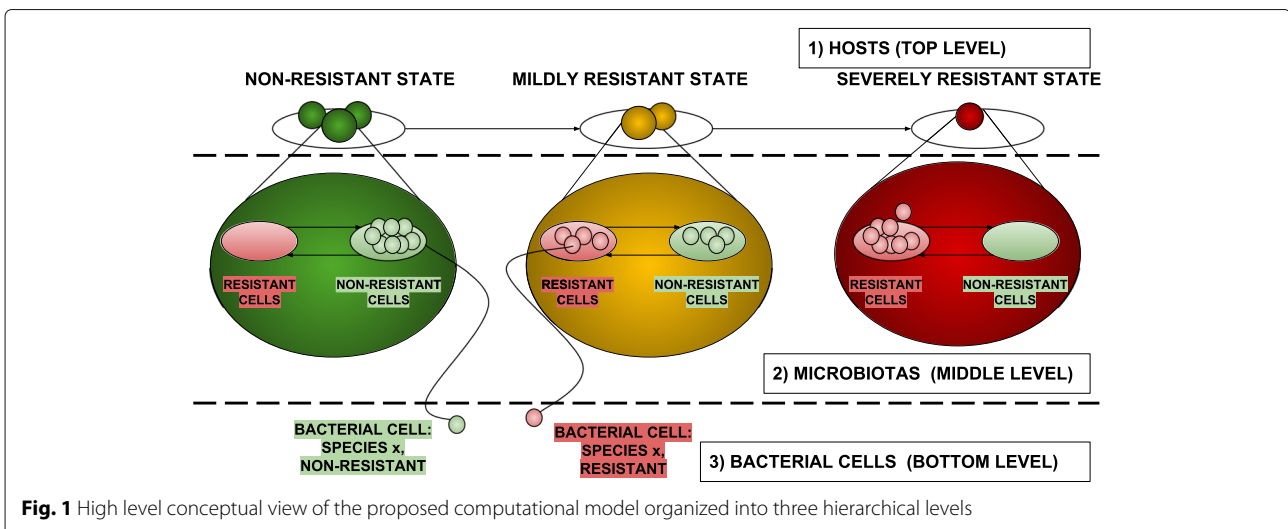 1) HOSTS (TOP LEVEL)
NON-RESISTANT STATE
MILDLY RESISTANT STATE
SEVERELY RESISTANT STATE
RESISTANT
CELLS
NON-RESISTANT
CELLS
RESISTANT
CELLS
NON-RESISTANT
CELLS
RESISTANT
CELLS
NON-RESISTANT
CELLS
2) MICROBIOTAS (MIDDLE LEVEL)
BACTERIAL CELL:
SPECIES x,
NON-RESISTANT
BACTERIAL CELL:
SPECIES x,
RESISTANT
3) BACTERIAL CELLS (BOTTOM LEVEL)
Fig. 1 High level conceptual view of the proposed computational model organized into three hierarchical levels